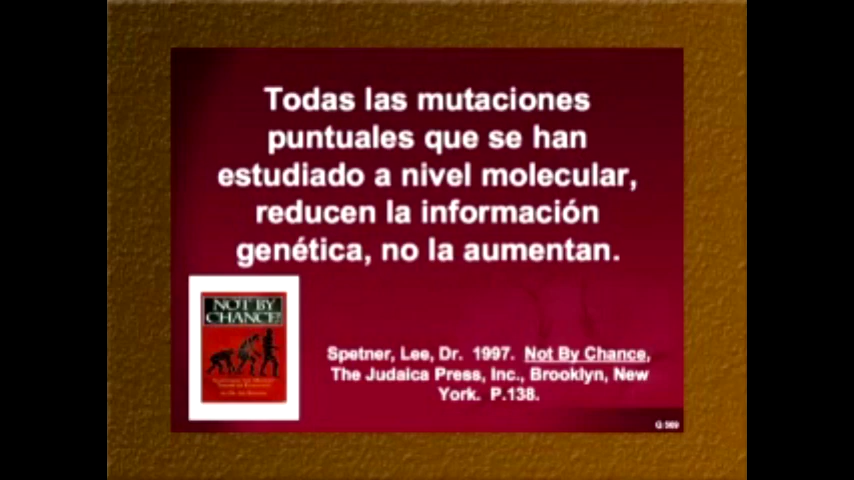 Todas las mutaciones
puntuales que se han
estudiado a nivel molecular,
reducen la información
genética, no la aumentan.
NOT BY
CHANCE!
Spetner, Lee, Dr. 1997. Not By Chance,
The Judaica Press, Inc., Brooklyn, New
York. P.138.